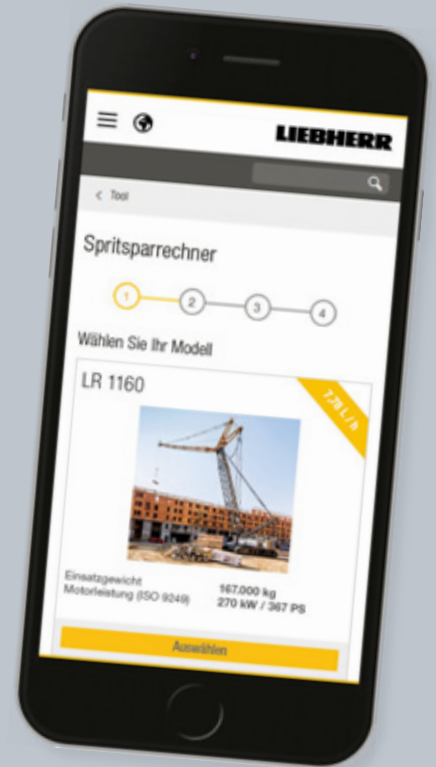 LIEBHERR
< Tool
Spritsparrechner
1 2 3 4
Wählen Sie Ihr Modell
LR 1160
7,78 L / h
Einsatzgewicht 167.000 kg
Motorleistung (ISO 9249) 270 kW / 367 PS
Auswählen